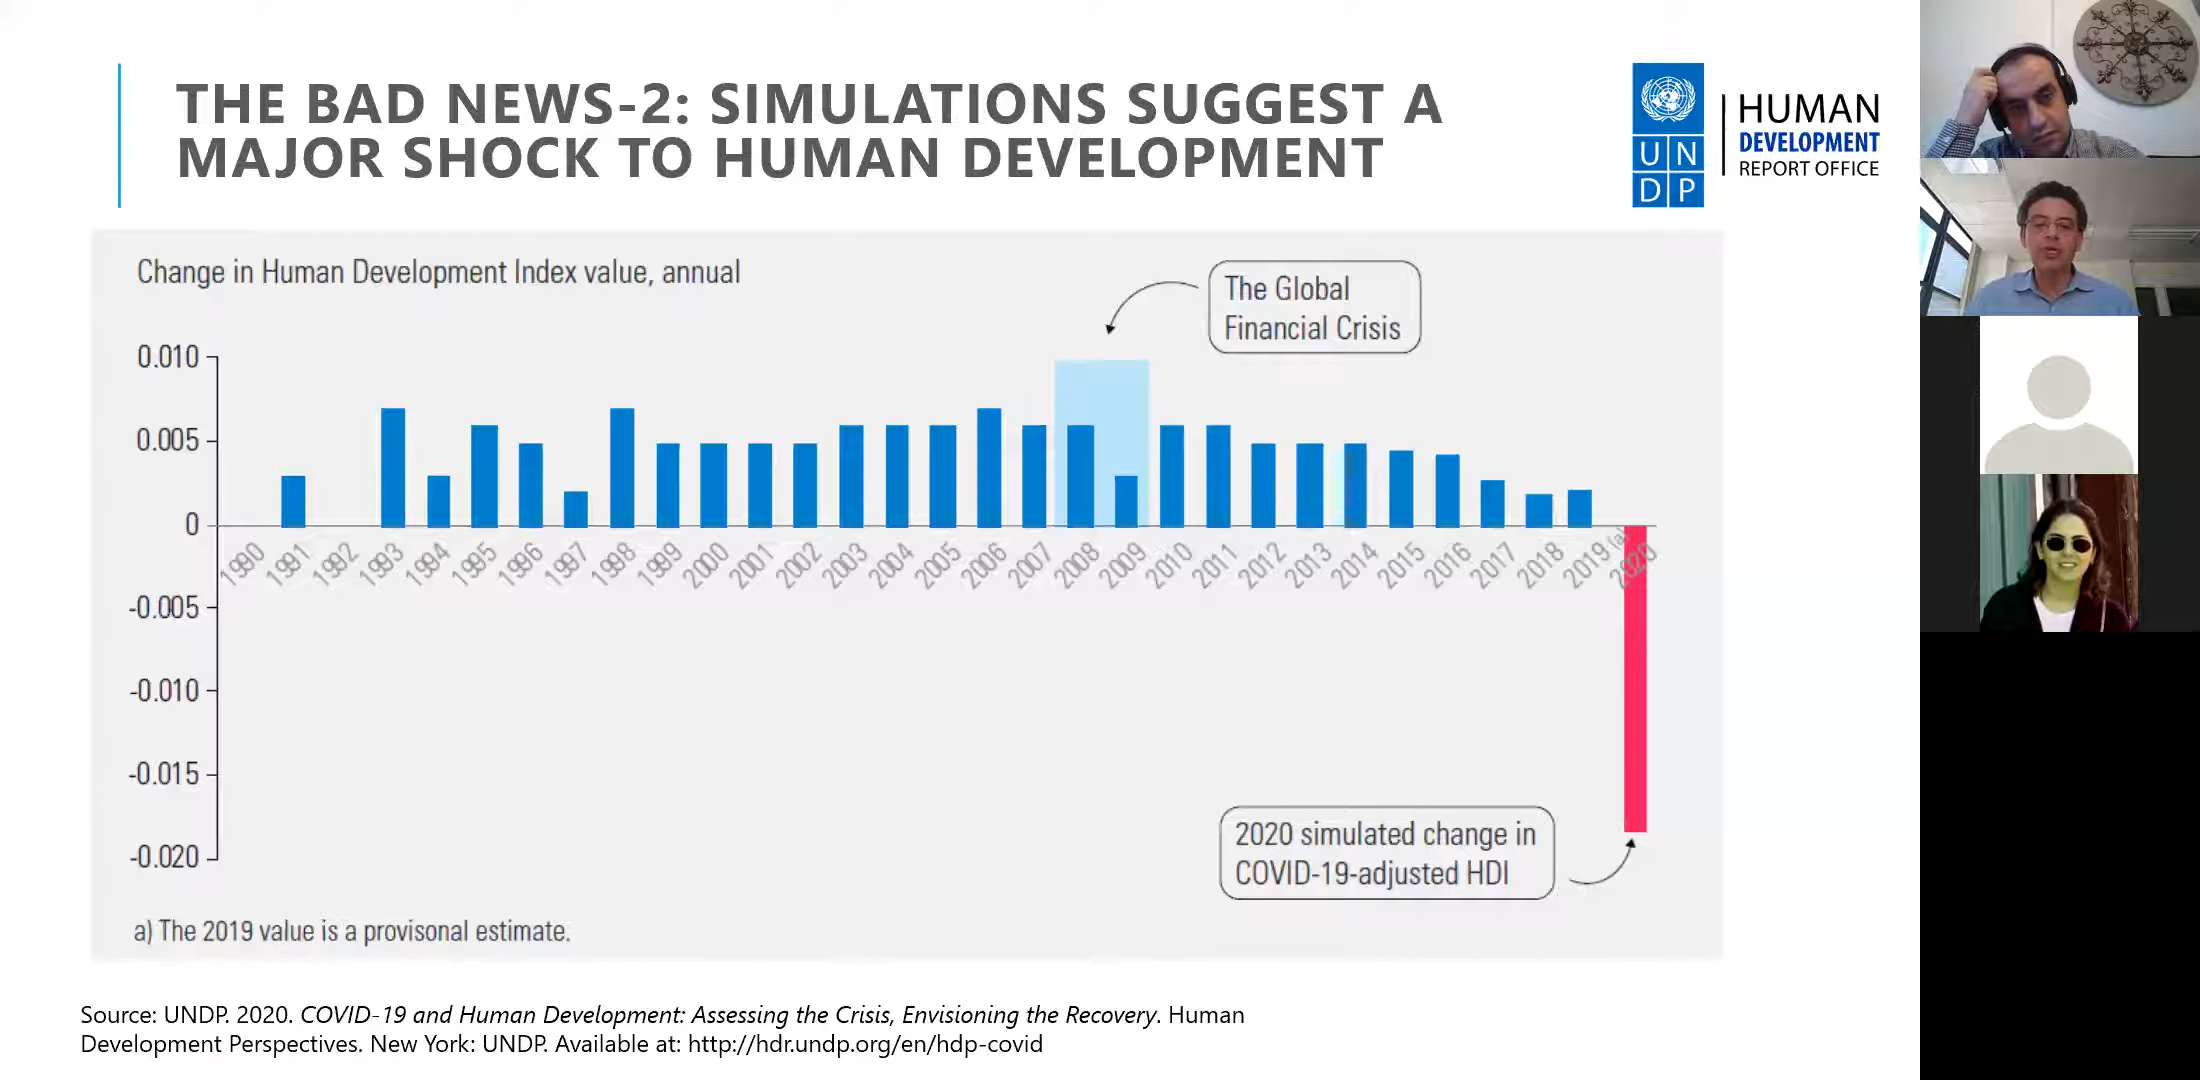 THE BAD NEWS-2: SIMULATIONS SUGGEST A
MAJOR SHOCK TO HUMAN DEVELOPMENT
UN
DP
HUMAN
DEVELOPMENT
REPORT OFFICE
Change in Human Development Index value, annual
The Global
Financial Crisis
0.010
0.005
0
-0.005
-0.010
-0.015
-0.020
1990 1991 1992 1993 1994 1995 1996 1997 1998 1999 2000 2001 2002 2003 2004 2005 2006 2007 2008 2009 2010 2011 2012 2013 2014 2015 2016 2017 2018 2019 (a) 2020
2020 simulated change in
COVID-19-adjusted HDI
a) The 2019 value is a provisonal estimate.
Source: UNDP. 2020. COVID-19 and Human Development: Assessing the Crisis, Envisioning the Recovery. Human
Development Perspectives. New York: UNDP. Available at: http://hdr.undp.org/en/hdp-covid